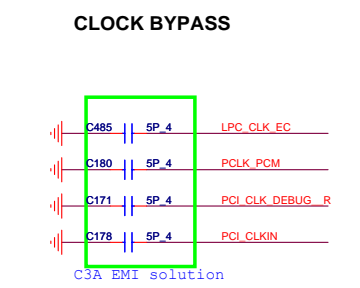 CLOCK BYPASS
C485 5P_4 LPC_CLK_EC
C180 5P_4 PCLK_PCM
C171 5P_4 PCI_CLK_DEBUG__R
C178 5P_4 PCI_CLKIN
C3A EMI solution